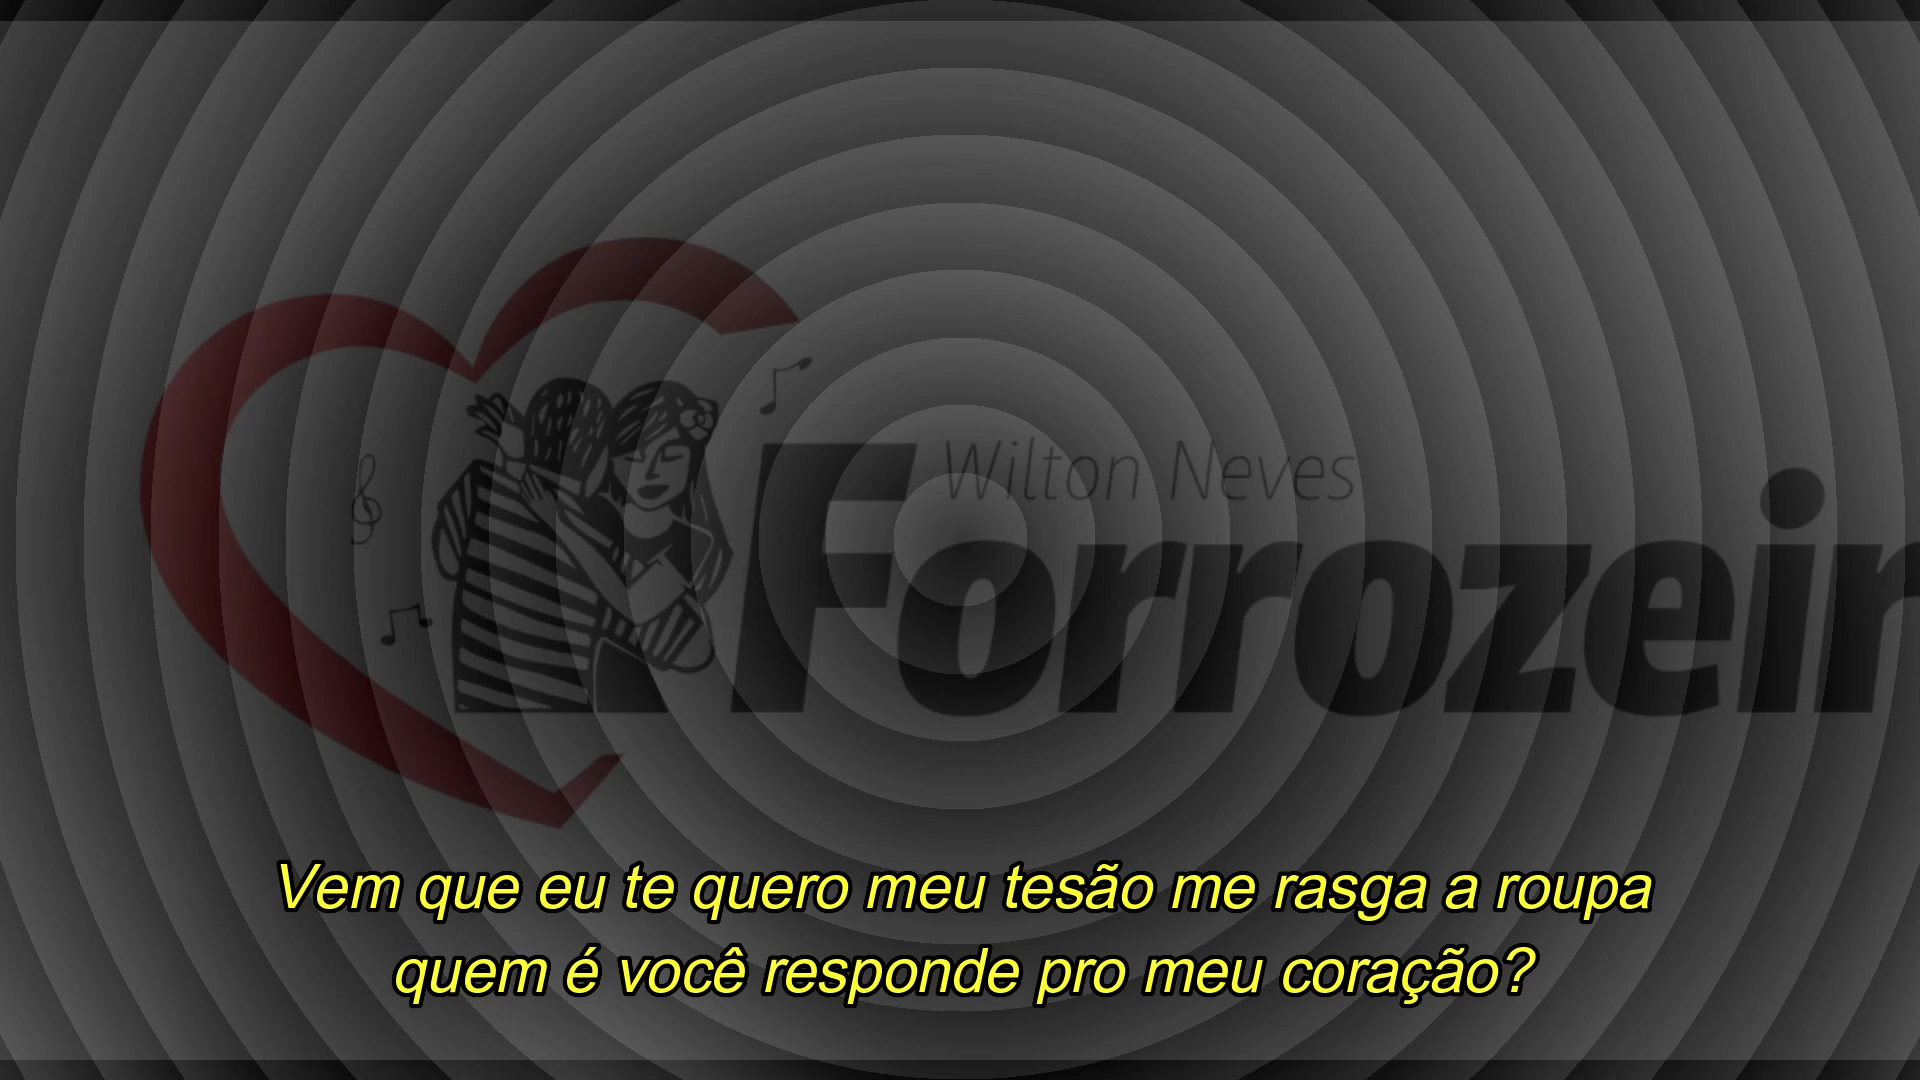 Wilton Neves
Forrozeir
Vem que eu te quero meu tesão me rasga a roupa
quem é você responde pro meu coração?